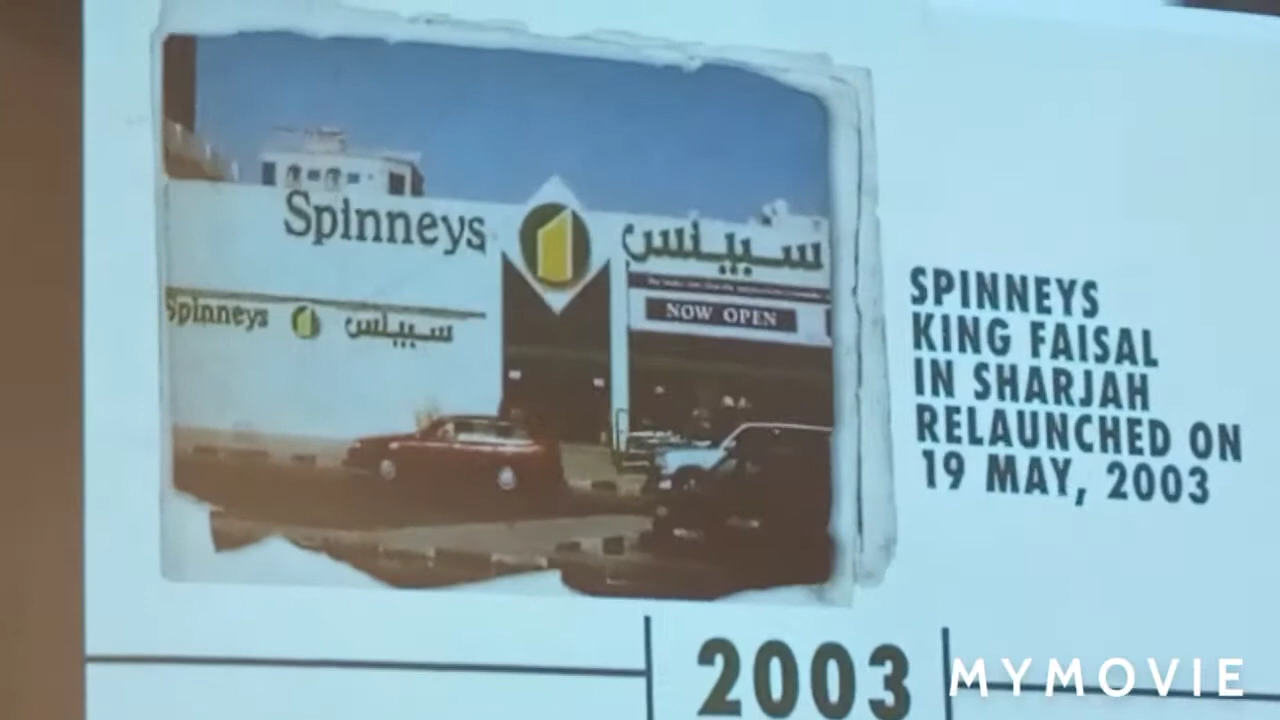 Spinneys
سبينس
Spinneys
سبينس
NOW OPEN
SPINNEYS
KING FAISAL
IN SHARJAH
RELAUNCHED ON
19 MAY, 2003
2003
MYMOVIE